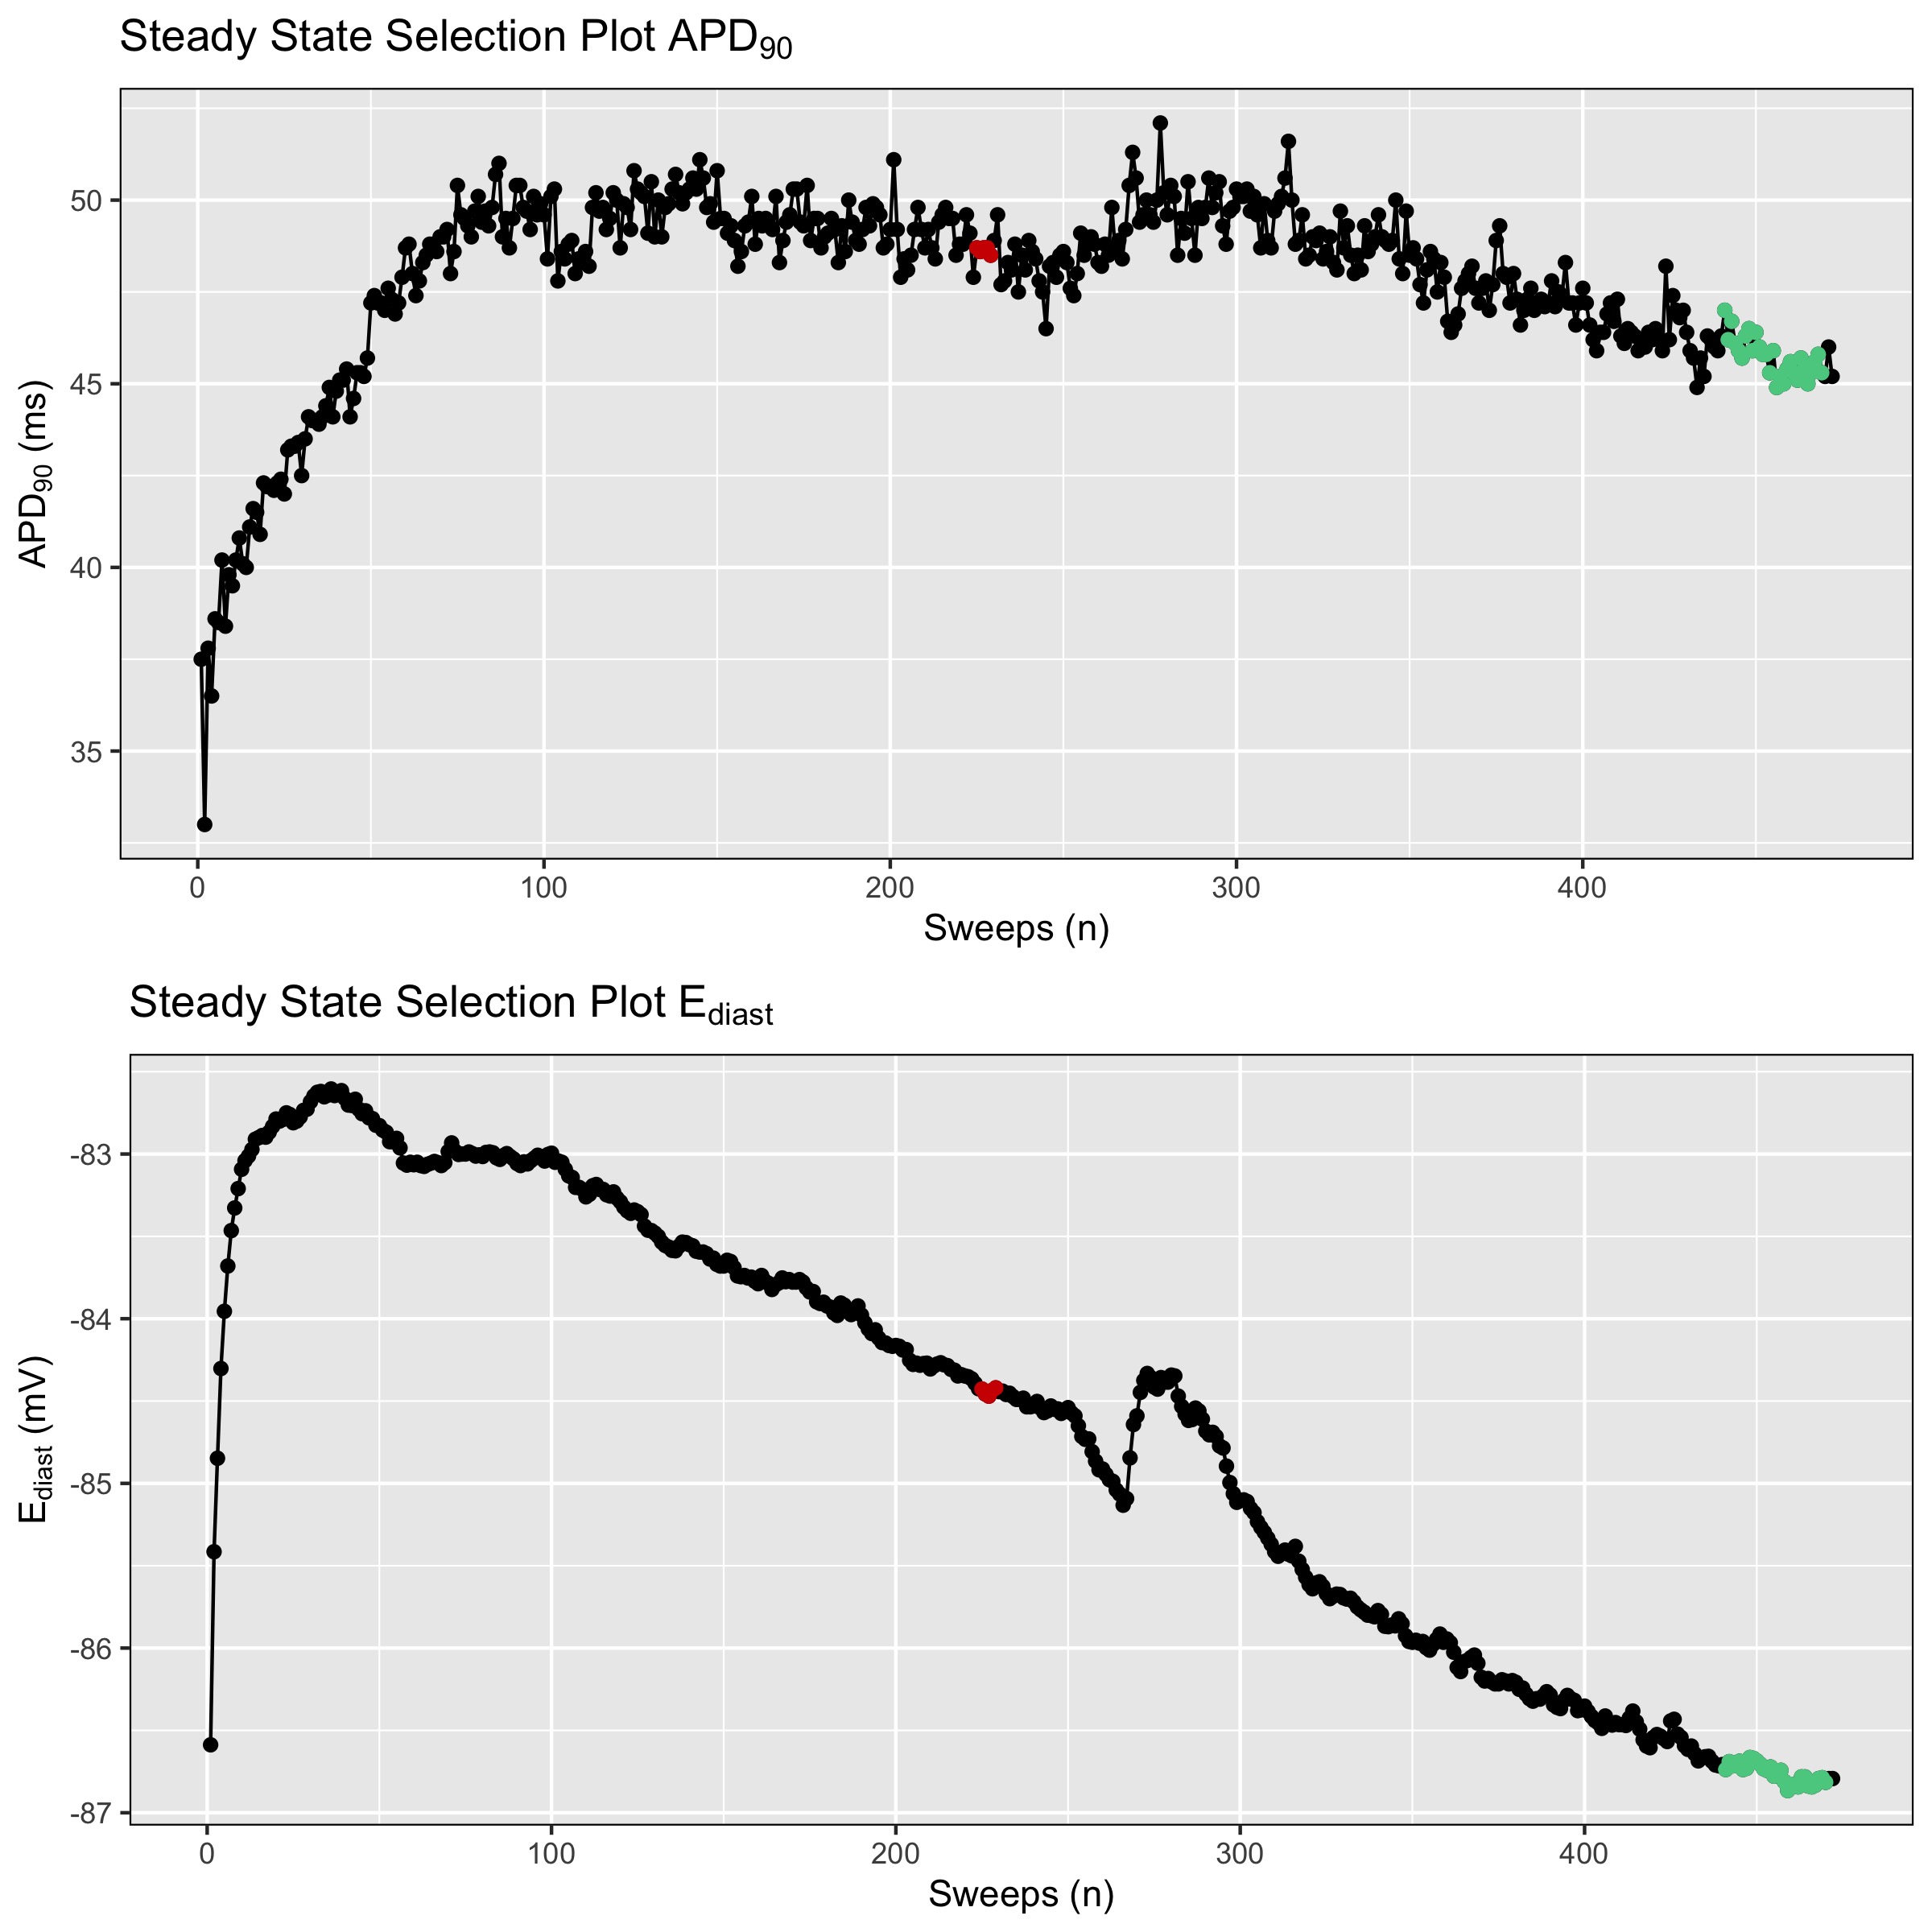 Steady State Selection Plot APD90
50
45
40
35
APD90 (ms)
0 100 200 300 400
Sweeps (n)
Steady State Selection Plot Ediast
-83
-84
-85
-86
-87
Ediast (mV)
0 100 200 300 400
Sweeps (n)